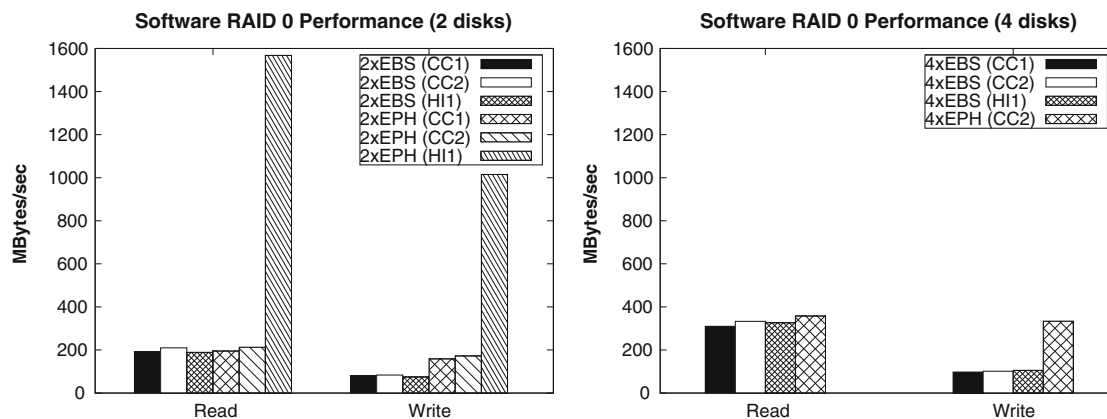 Software RAID 0 Performance (2 disks)
1600
1400
1200
1000
800
600
400
200
0
MBytes/sec
2xEBS (CC1)
2xEBS (CC2)
2xEBS (HI1)
2xEPH (CC1)
2xEPH (CC2)
2xEPH (HI1)
Read
Write
Software RAID 0 Performance (4 disks)
1600
1400
1200
1000
800
600
400
200
0
MBytes/sec
4xEBS (CC1)
4xEBS (CC2)
4xEBS (HI1)
4xEPH (CC2)
Read
Write